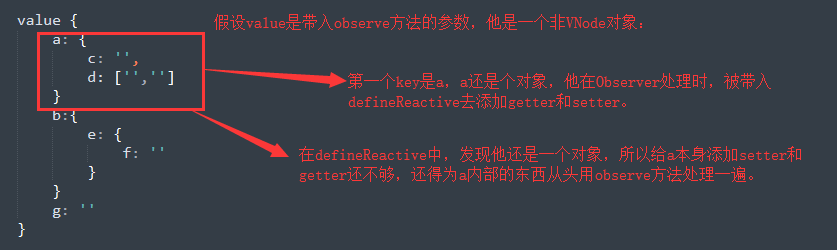 value {
假设value是带入observe方法的参数，他是一个非VNode对象：
a: {
c: '',
d: ['','']
第一个key是a，a还是个对象，他在Observer处理时，被带入
defineReactive去添加getter和setter。
}
b:{
e: {
在defineReactive中，发现他还是一个对象，所以给a本身添加setter和
f: ''
getter还不够，还得为a内部的东西从头用observe方法处理一遍。
}
}
g: ''
}